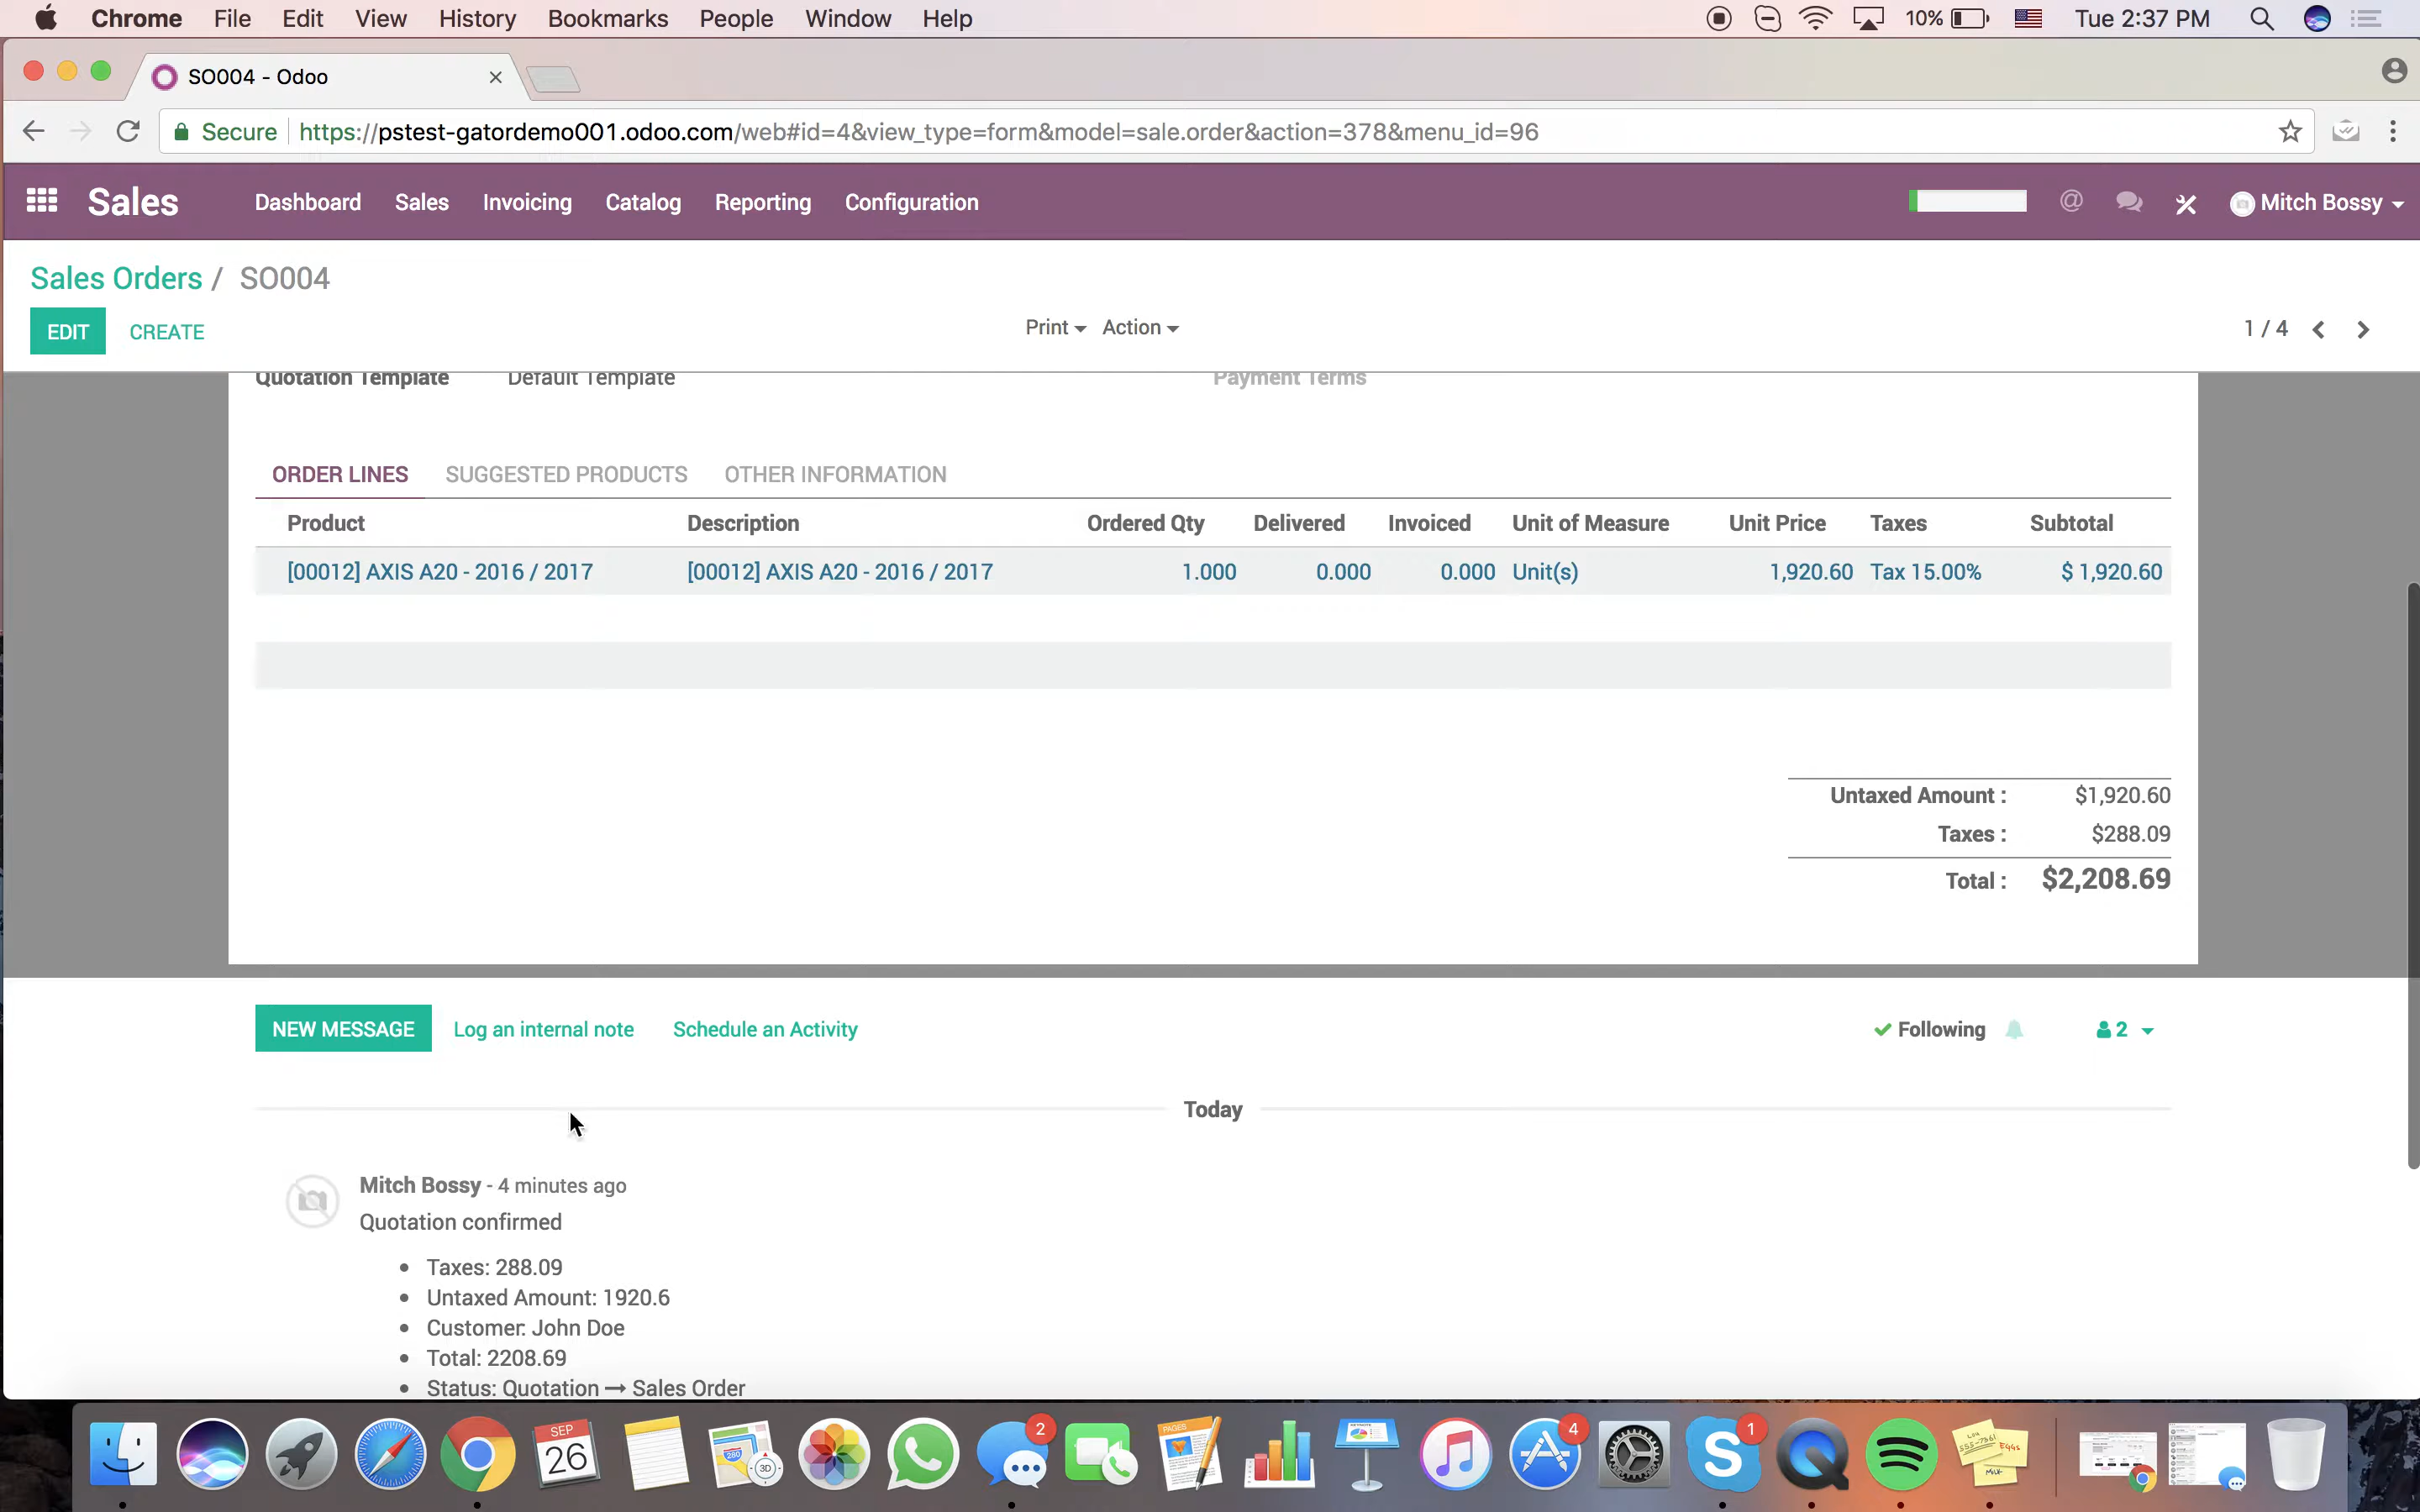 Chrome File Edit View History Bookmarks People Window Help 10% Tue 2:37 PM
SO004 - Odoo
Secure https://pstest-gatordemo001.odoo.com/web#id=4&view_type=form&model=sale.order&action=378&menu_id=96
Sales Dashboard Sales Invoicing Catalog Reporting Configuration @ Mitch Bossy
Sales Orders / SO004
EDIT CREATE Print Action 1 / 4
Quotation Template Default Template Payment Terms
ORDER LINES SUGGESTED PRODUCTS OTHER INFORMATION
Product Description Ordered Qty Delivered Invoiced Unit of Measure Unit Price Taxes Subtotal
[00012] AXIS A20 - 2016 / 2017 [00012] AXIS A20 - 2016 / 2017 1.000 0.000 0.000 Unit(s) 1,920.60 Tax 15.00% $ 1,920.60
Untaxed Amount : $1,920.60
Taxes : $288.09
Total : $2,208.69
NEW MESSAGE Log an internal note Schedule an Activity Following 2
Today
Mitch Bossy - 4 minutes ago
Quotation confirmed
• Taxes: 288.09
• Untaxed Amount: 1920.6
• Customer: John Doe
• Total: 2208.69
• Status: Quotation → Sales Order
SEP 26 280 3D 2 PAGES 4 S 1